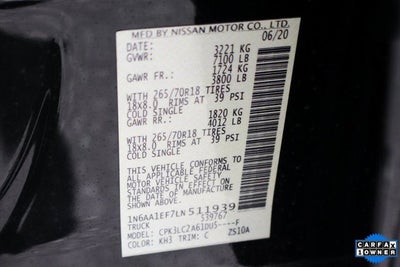 MFD BY NISSAN MOTOR CO., LTD.
DATE: 06/20
GVWR: 3221 KG
7100 LB
GAWR FR.: 1724 KG
3800 LB
WITH 265/70R18 TIRES
18x8.0 RIMS AT 39 PSI
COLD SINGLE
GAWR RR.: 1820 KG
4012 LB
WITH 265/70R18 TIRES
18x8.0 RIMS AT 39 PSI
COLD SINGLE
THIS VEHICLE CONFORMS TO
ALL APPLICABLE FEDERAL
MOTOR VEHICLE SAFETY
STANDARDS IN EFFECT ON
THE DATE OF MANUFACTURE
SHOWN ABOVE.
1N6AA1EF7LN511939
TRUCK 539767
MODEL: CPK3LCZA61DUS----F
COLOR: KH3 TRIM: C ZS10A
CARFAX
OWNER